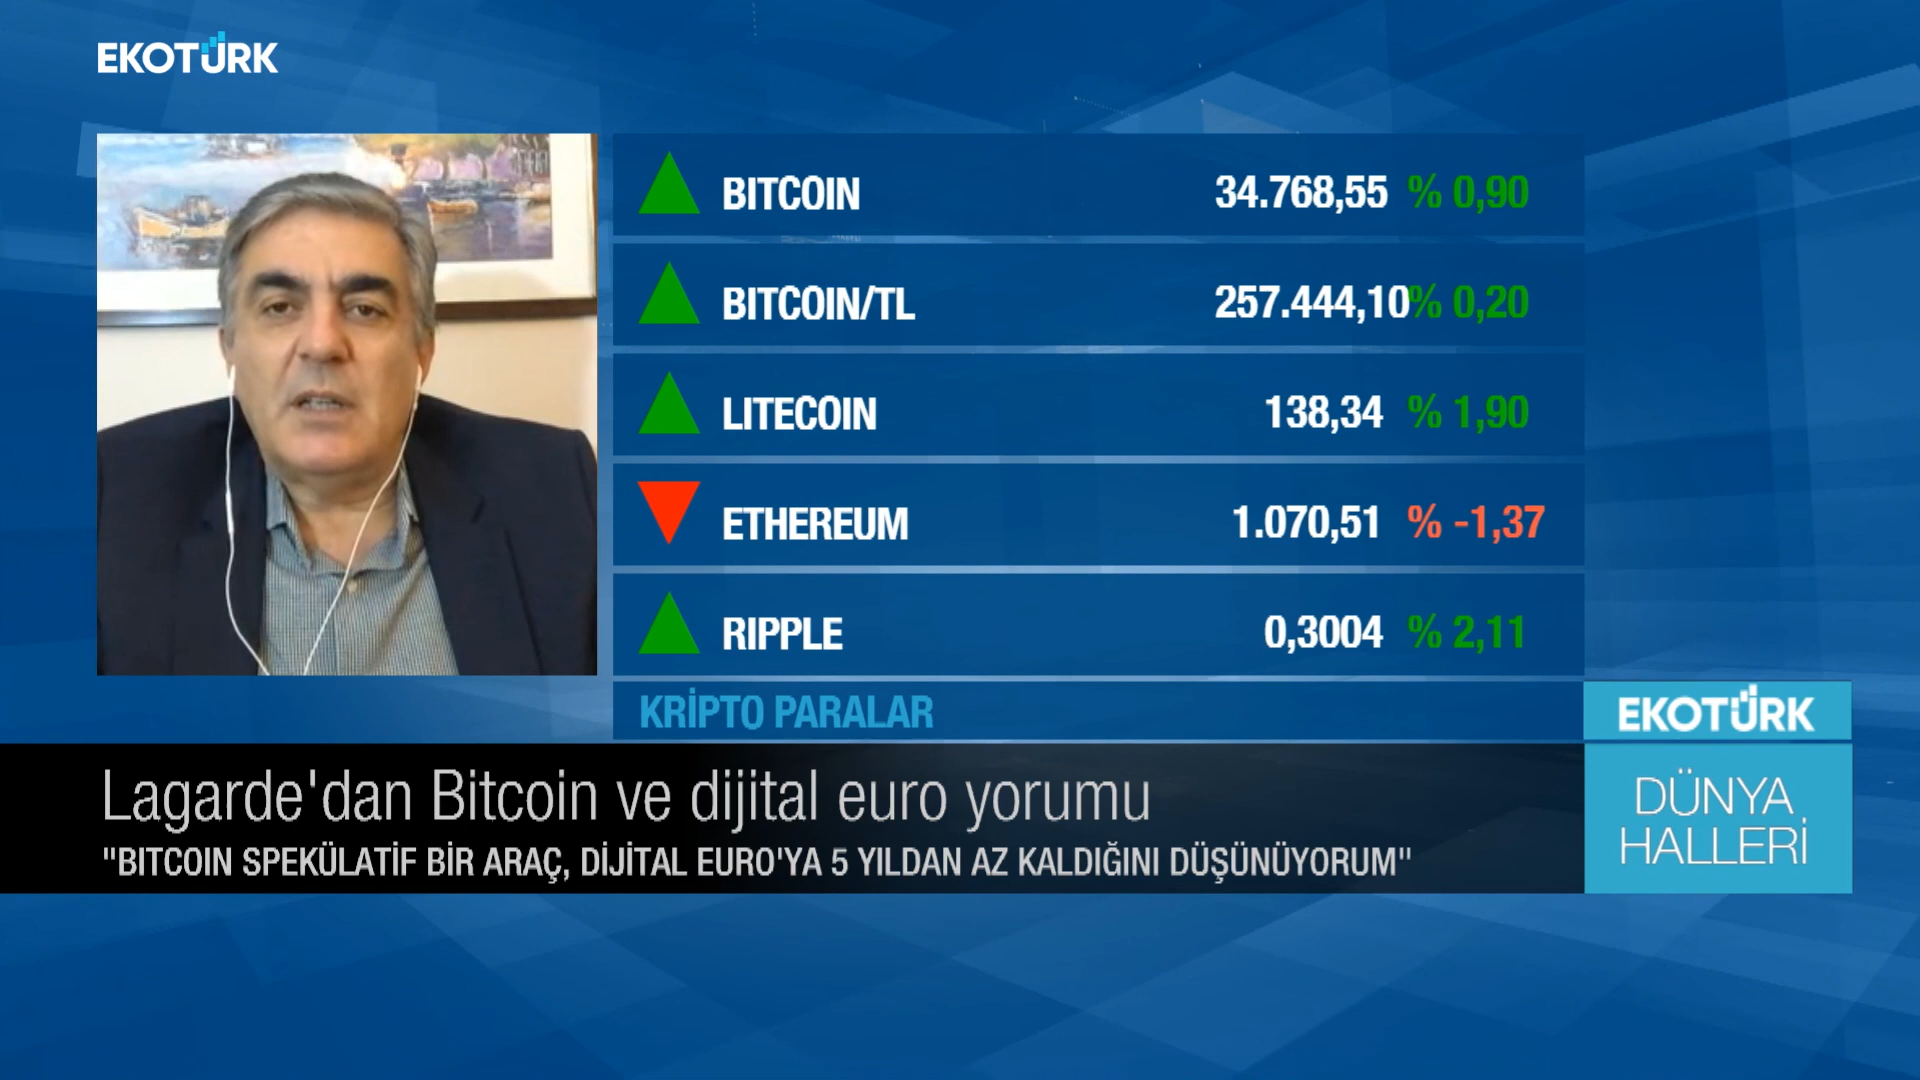 EKOTÜRK
BITCOIN 34.768,55 % 0,90
BITCOIN/TL 257.444,10 % 0,20
LITECOIN 138,34 % 1,90
ETHEREUM 1.070,51 % -1,37
RIPPLE 0,3004 % 2,11
KRİPTO PARALAR
EKOTÜRK
Lagarde'dan Bitcoin ve dijital euro yorumu
"BITCOIN SPEKÜLATİF BİR ARAÇ, DİJİTAL EURO'YA 5 YILDAN AZ KALDIĞINI DÜŞÜNÜYORUM"
DÜNYA
HALLERİ